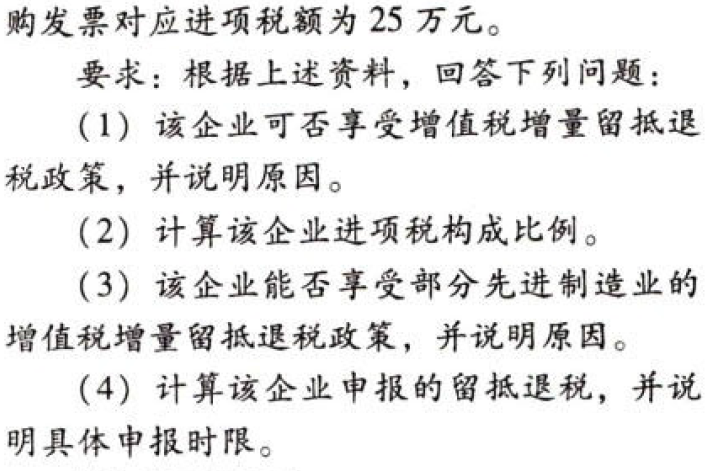 购发票对应进项税额为 25 万元。
要求：根据上述资料，回答下列问题：
（1）该企业可否享受增值税增量留抵退
税政策，并说明原因。
（2）计算该企业进项税构成比例。
（3）该企业能否享受部分先进制造业的
增值税增量留抵退税政策，并说明原因。
（4）计算该企业申报的留抵退税，并说
明具体申报时限。